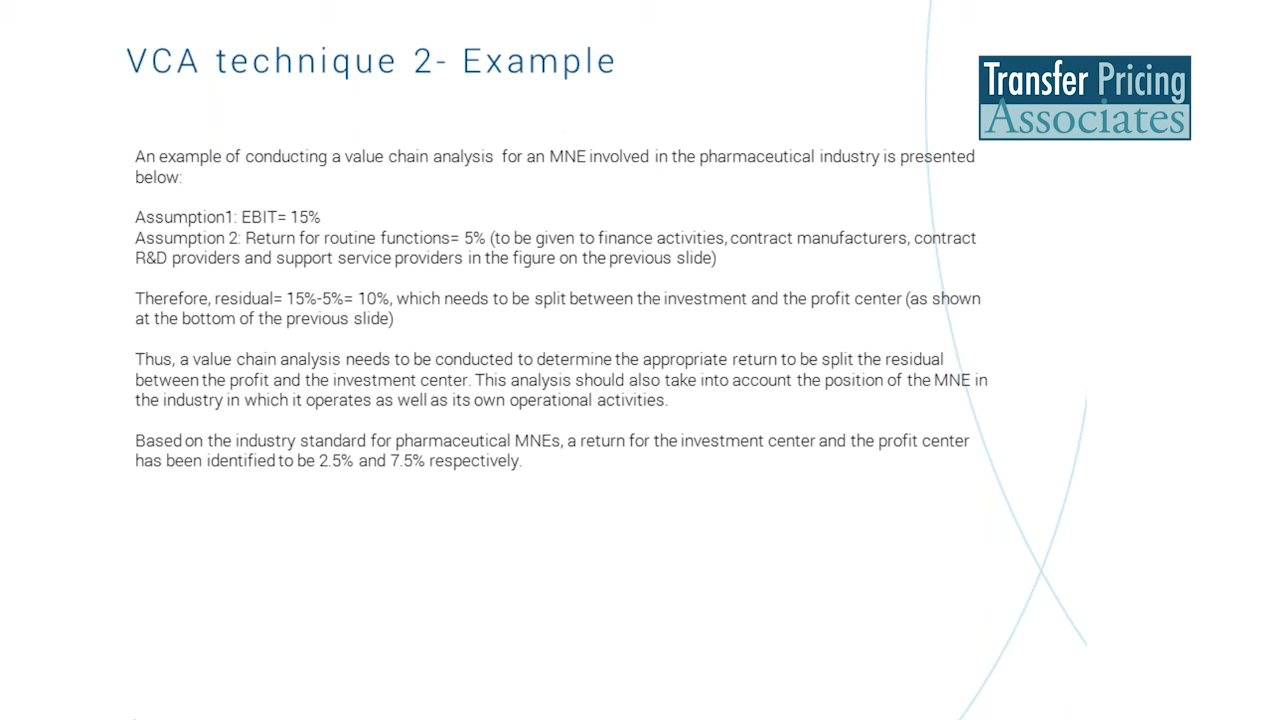 VCA technique 2- Example
Transfer Pricing
Associates
An example of conducting a value chain analysis for an MNE involved in the pharmaceutical industry is presented
below:
Assumption1: EBIT= 15%
Assumption 2: Return for routine functions= 5% (to be given to finance activities, contract manufacturers, contract
R&D providers and support service providers in the figure on the previous slide)
Therefore, residual= 15%-5%= 10%, which needs to be split between the investment and the profit center (as shown
at the bottom of the previous slide)
Thus, a value chain analysis needs to be conducted to determine the appropriate return to be split the residual
between the profit and the investment center. This analysis should also take into account the position of the MNE in
the industry in which it operates as well as its own operational activities.
Based on the industry standard for pharmaceutical MNEs, a return for the investment center and the profit center
has been identified to be 2.5% and 7.5% respectively.